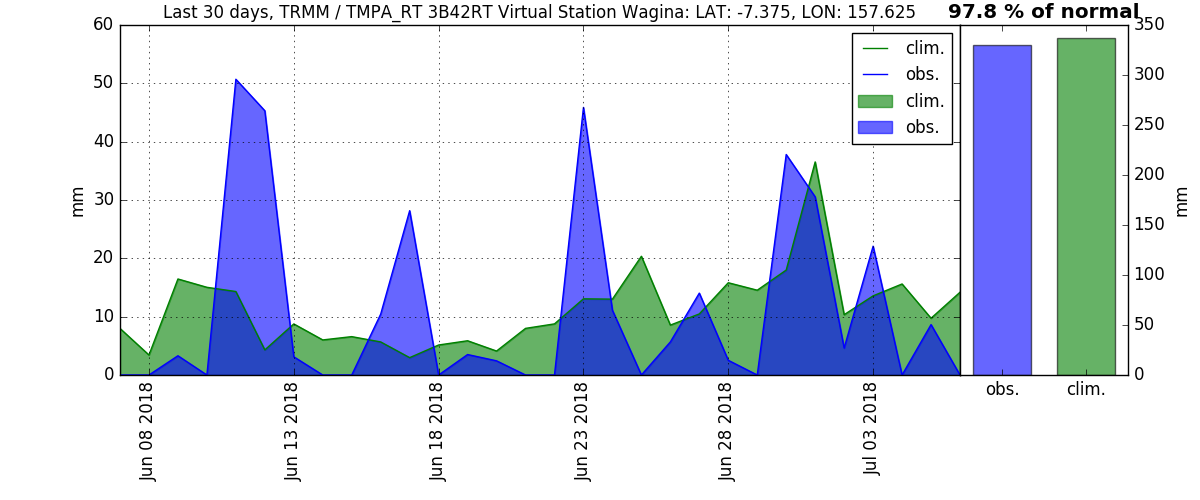 Last 30 days, TRMM / TMPA_RT 3B42RT Virtual Station Wagina: LAT: -7.375, LON: 157.625
97.8 % of normal
60
50
40
30
20
10
0
mm
clim.
obs.
clim.
obs.
350
300
250
200
150
100
50
0
mm
Jun 08 2018
Jun 13 2018
Jun 18 2018
Jun 23 2018
Jun 28 2018
Jul 03 2018
obs.
clim.